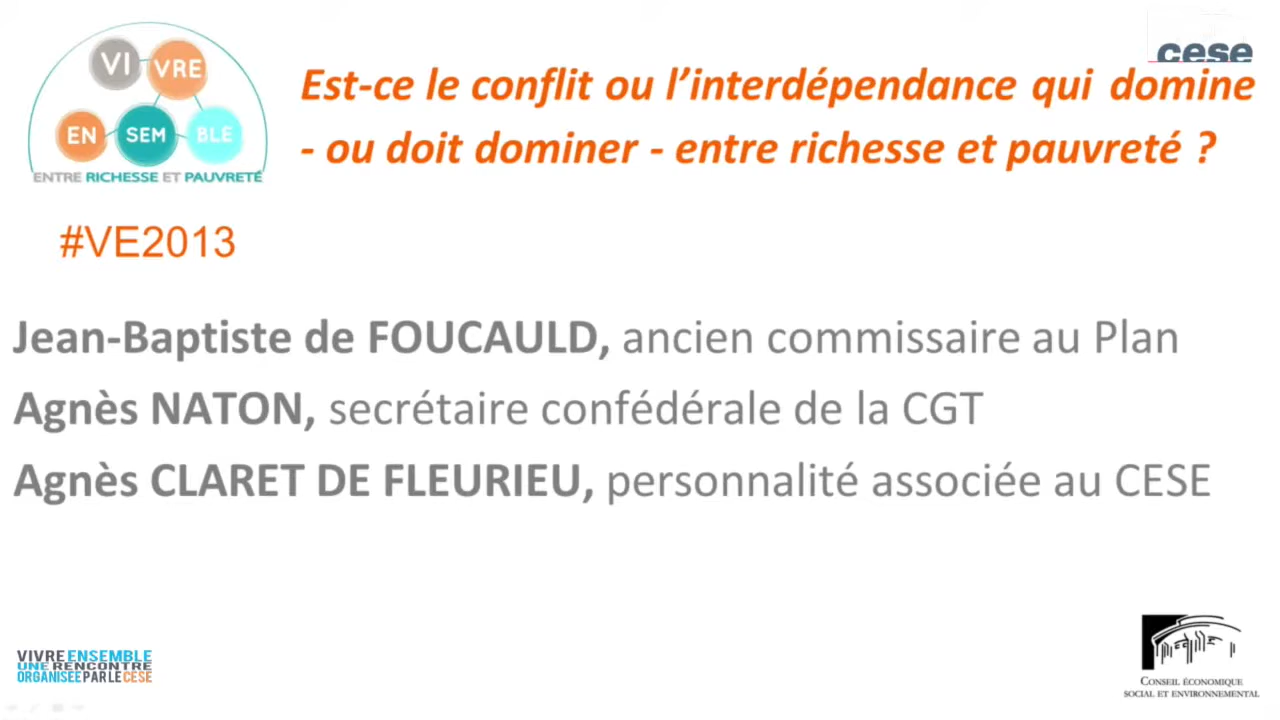 cese
VI VRE
EN SEM BLE
ENTRE RICHESSE ET PAUVRETÉ
Est-ce le conflit ou l’interdépendance qui domine
- ou doit dominer - entre richesse et pauvreté ?
#VE2013
Jean-Baptiste de FOUCAULD, ancien commissaire au Plan
Agnès NATON, secrétaire confédérale de la CGT
Agnès CLARET DE FLEURIEU, personnalité associée au CESE
VIVRE ENSEMBLE
UNE RENCONTRE
ORGANISÉE PAR LE CESE
CONSEIL ÉCONOMIQUE
SOCIAL ET ENVIRONNEMENTAL